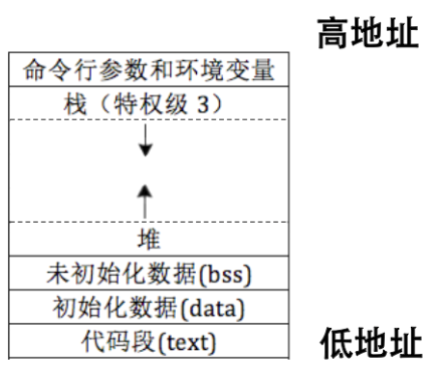 高地址
命令行参数和环境变量
栈（特权级 3）
堆
未初始化数据(bss)
初始化数据(data)
代码段(text)
低地址